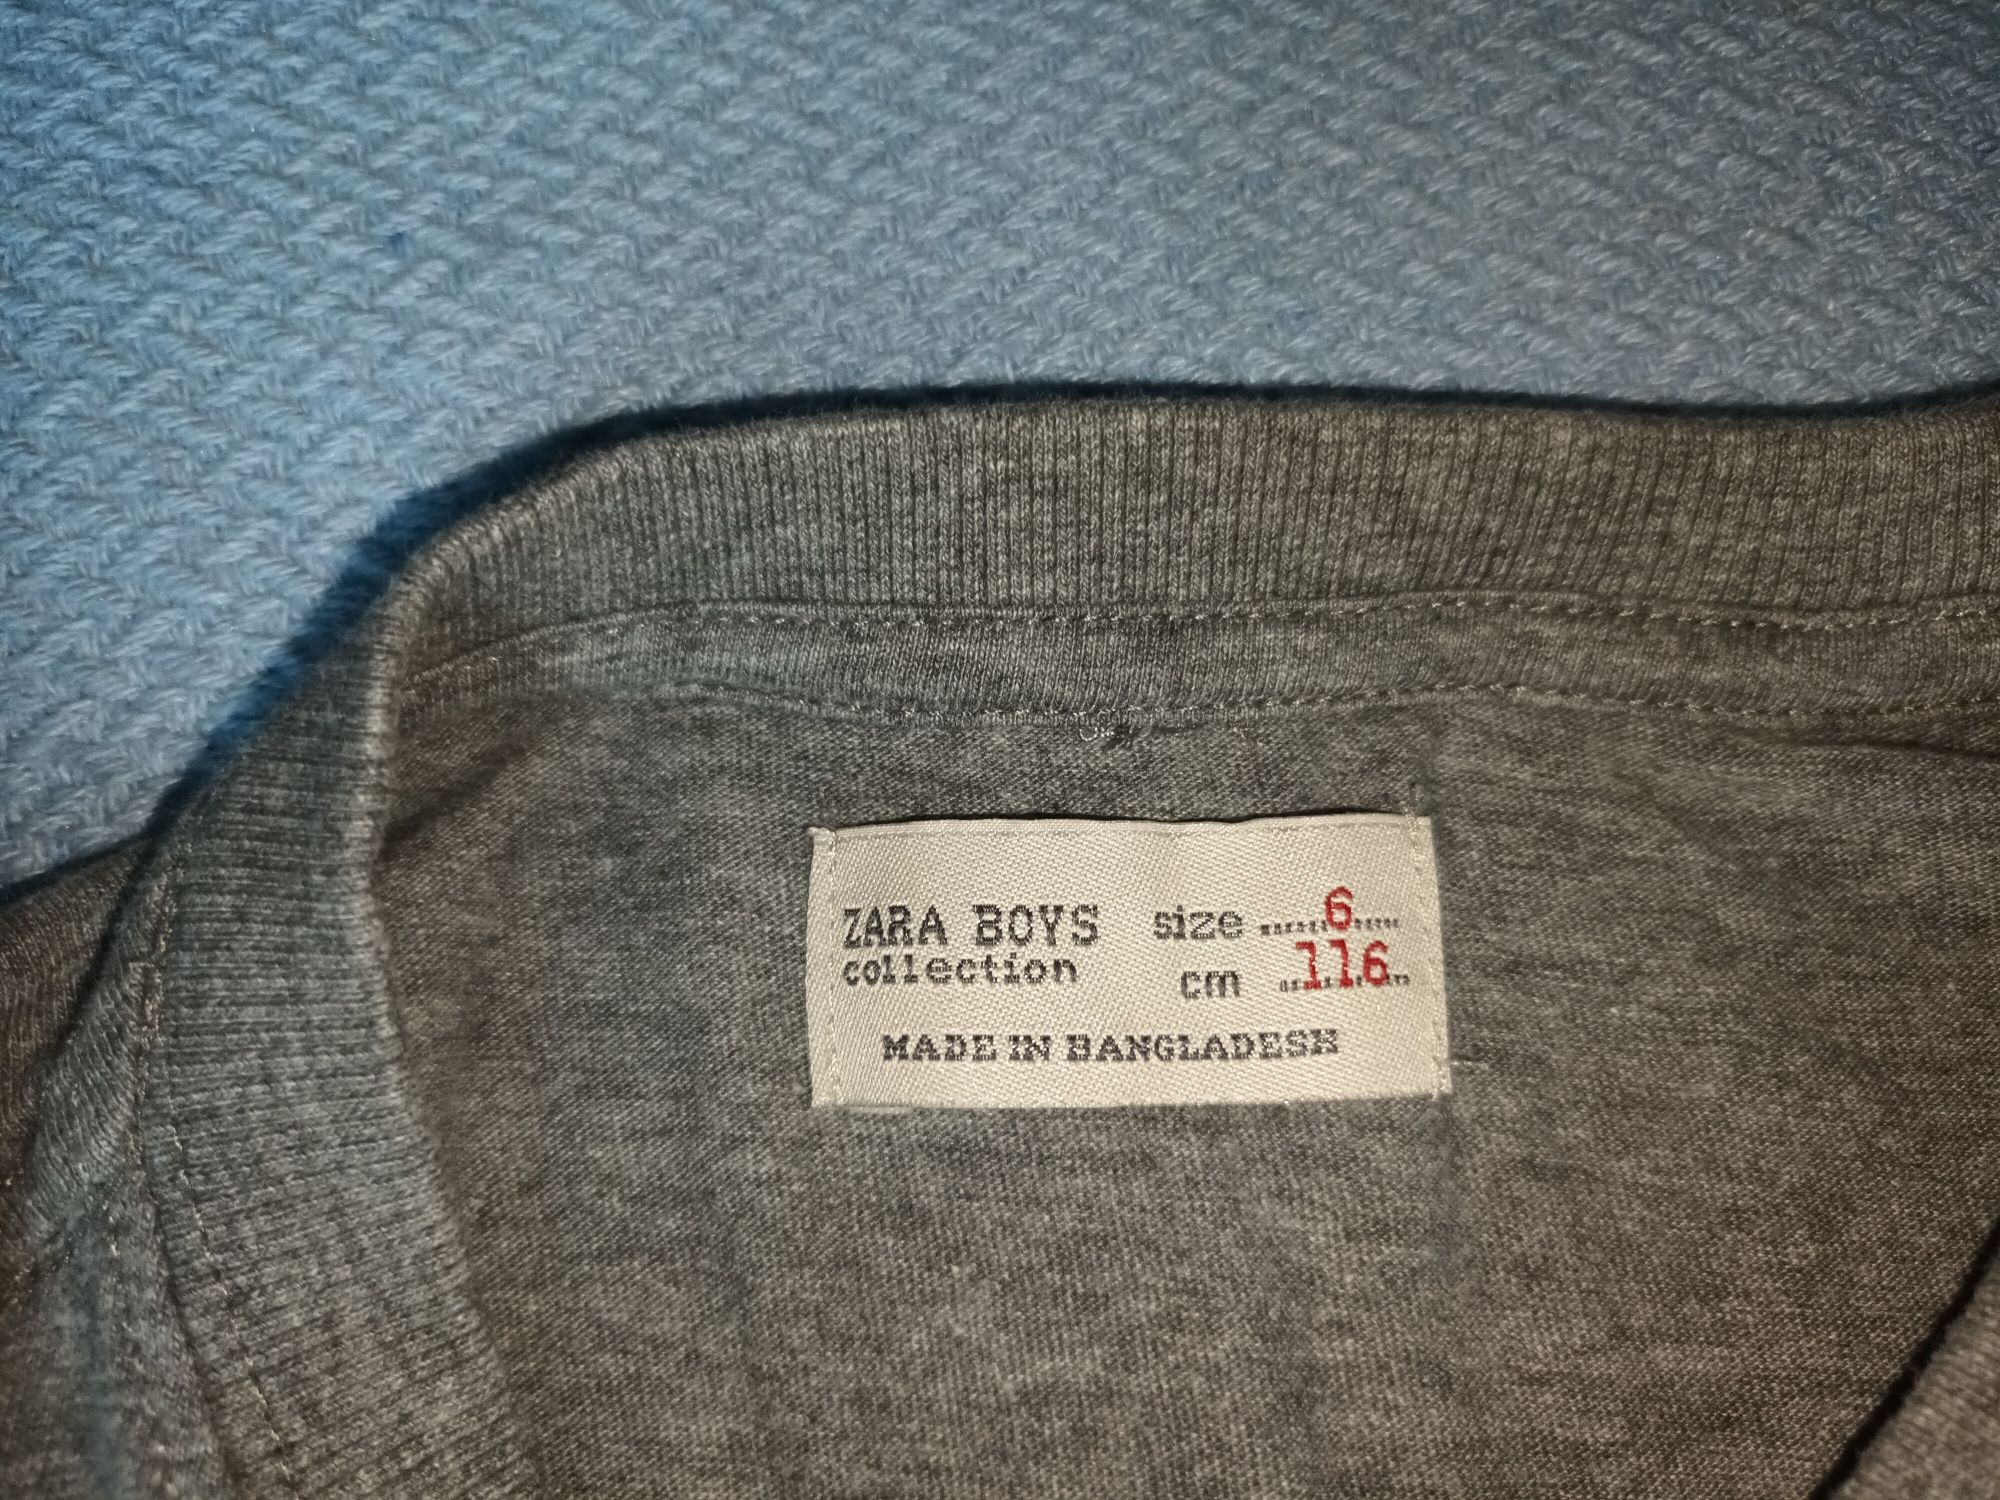 ZARA BOYS size ......6.....
collection cm ..116..
MADE IN BANGLADESH